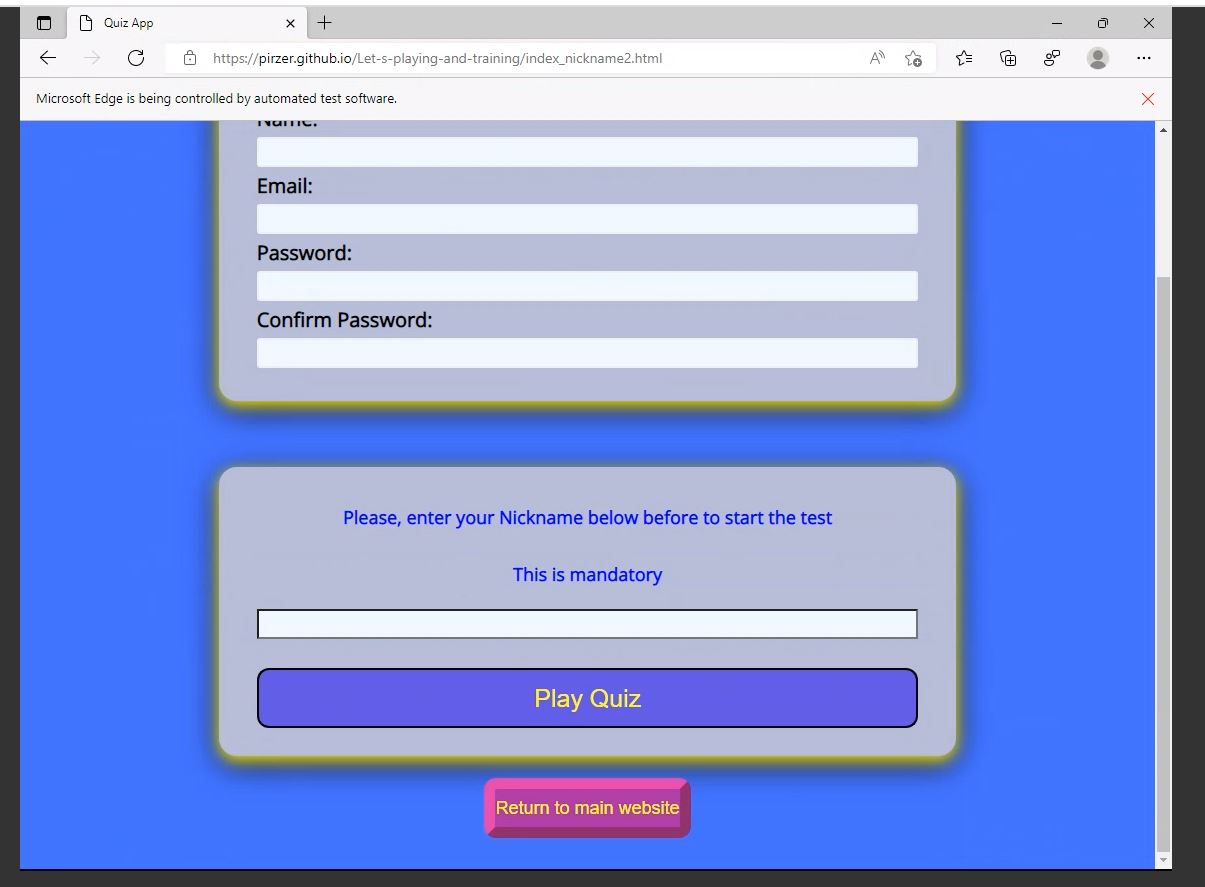 Quiz App
https://pirzer.github.io/Let-s-playing-and-training/index_nickname2.html
Microsoft Edge is being controlled by automated test software.
Name:
Email:
Password:
Confirm Password:
Please, enter your Nickname below before to start the test
This is mandatory
Play Quiz
Return to main website